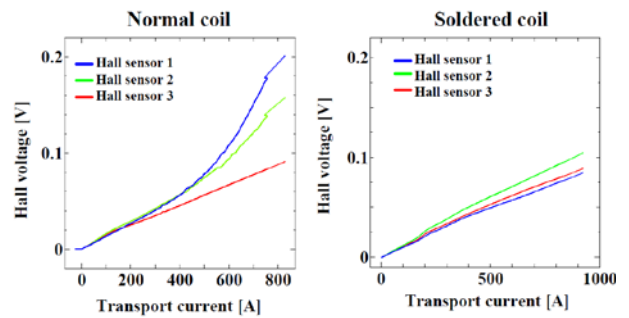 Normal coil
Hall voltage [V]
0.2
0.1
0
Hall sensor 1
Hall sensor 2
Hall sensor 3
0 200 400 600 800
Transport current [A]
Soldered coil
Hall voltage [V]
0.2
0.1
0
Hall sensor 1
Hall sensor 2
Hall sensor 3
0 500 1000
Transport current [A]